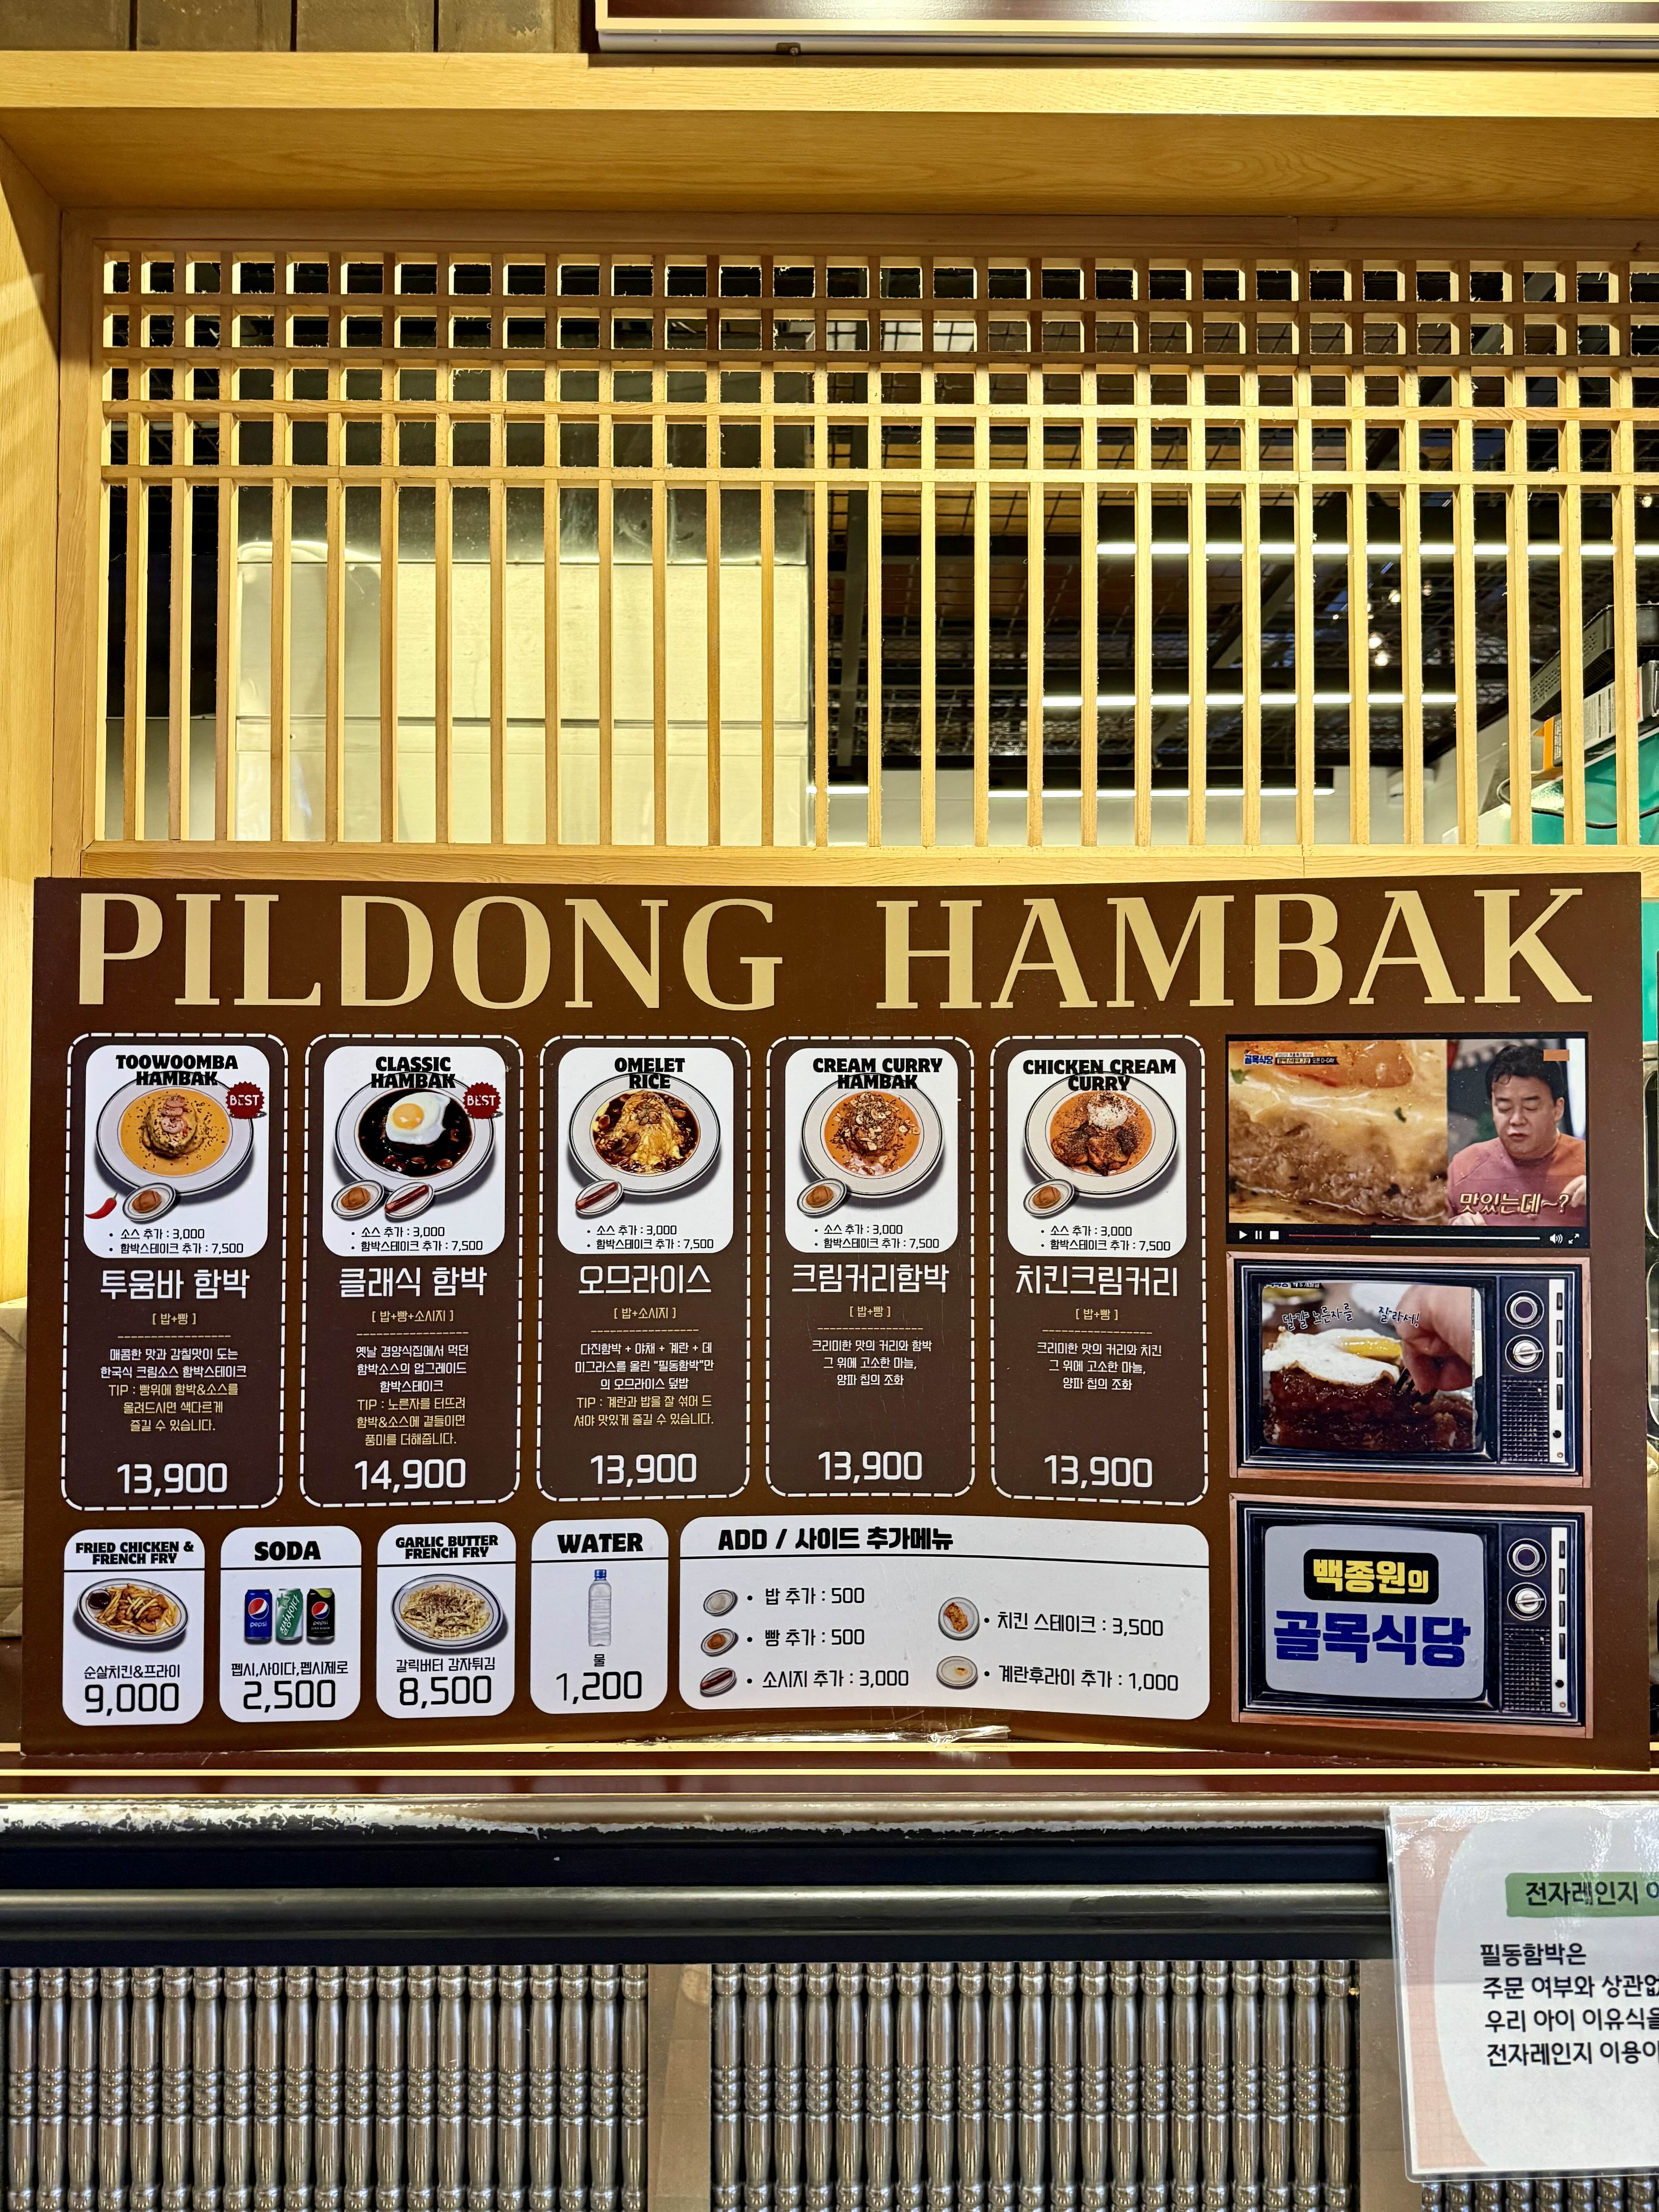 PILDONG HAMBAK
TOOWOOMBA
HAMBAK
BEST
• 소스 추가 : 3,000
• 함박스테이크 추가 : 7,500
투움바 함박
[ 밥+빵 ]
매콤한 맛과 감칠맛이 도는
한국식 크림소스 함박스테이크
TIP : 빵위에 함박&소스를
올려드시면 색다르게
즐길 수 있습니다.
13,900
CLASSIC
HAMBAK
BEST
• 소스 추가 : 3,000
• 함박스테이크 추가 : 7,500
클래식 함박
[ 밥+빵+소시지 ]
옛날 경양식집에서 먹던
함박소스의 업그레이드
함박스테이크
TIP : 노른자를 터뜨려
함박&소스에 곁들이면
풍미를 더해줍니다.
14,900
OMELET
RICE
• 소스 추가 : 3,000
• 함박스테이크 추가 : 7,500
오므라이스
[ 밥+소시지 ]
다진함박 + 야채 + 계란 + 데
미그라스를 올린 "필동함박"만
의 오므라이스 덮밥
TIP : 계란과 밥을 잘 섞어 드
셔야 맛있게 즐길 수 있습니다.
13,900
CREAM CURRY
HAMBAK
• 소스 추가 : 3,000
• 함박스테이크 추가 : 7,500
크림커리함박
[ 밥+빵 ]
크리미한 맛의 커리와 함박
그 위에 고소한 마늘,
양파 칩의 조화
13,900
CHICKEN CREAM
CURRY
• 소스 추가 : 3,000
• 함박스테이크 추가 : 7,500
치킨크림커리
[ 밥+빵 ]
크리미한 맛의 커리와 치킨
그 위에 고소한 마늘,
양파 칩의 조화
13,900
골목식당
맛있는데~?
달걀 노른자를 잘라서!
백종원의
골목식당
FRIED CHICKEN &
FRENCH FRY
순살치킨&프라이
9,000
SODA
pepsi
칠성사이다
pepsi
펩시,사이다,펩시제로
2,500
GARLIC BUTTER
FRENCH FRY
갈릭버터 감자튀김
8,500
WATER
물
1,200
ADD / 사이드 추가메뉴
• 밥 추가 : 500
• 빵 추가 : 500
• 소시지 추가 : 3,000
• 치킨 스테이크 : 3,500
• 계란후라이 추가 : 1,000
전자레인지
필동함박은
주문 여부와 상관없
우리 아이 이유식을
전자레인지 이용이